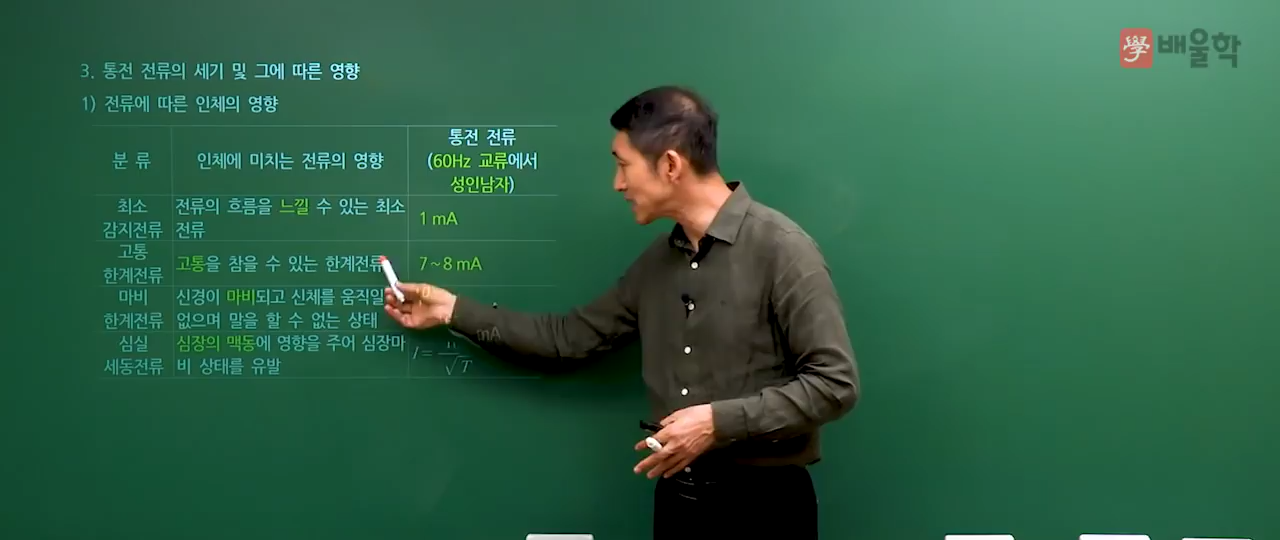 學 배울학
3. 통전 전류의 세기 및 그에 따른 영향
1) 전류에 따른 인체의 영향
분 류
인체에 미치는 전류의 영향
통전 전류
(60Hz 교류에서
성인남자)
최소
감지전류
전류의 흐름을 느낄 수 있는 최소
전류
1 mA
고통
한계전류
고통을 참을 수 있는 한계전류
7~8 mA
마비
한계전류
신경이 마비되고 신체를 움직일
없으며 말을 할 수 없는 상태
mA
심실
세동전류
심장의 맥동에 영향을 주어 심장마
비 상태를 유발
I = 
√T